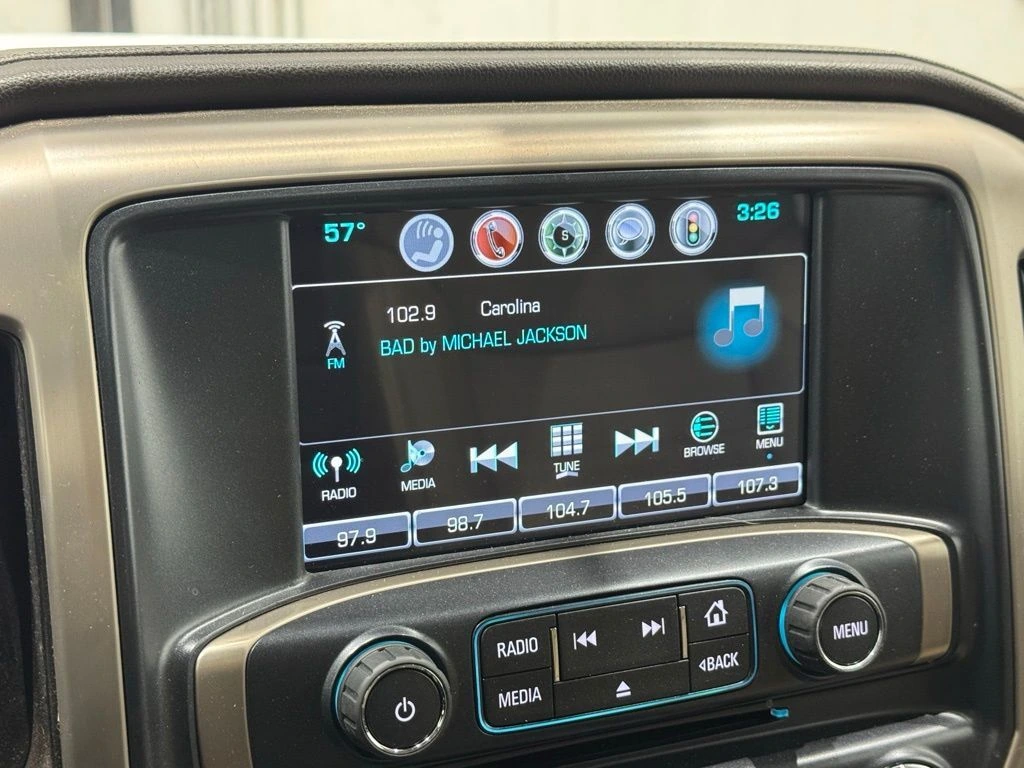 57°
S
3:26
102.9 Carolina
BAD by MICHAEL JACKSON
FM
RADIO
MEDIA
TUNE
BROWSE
MENU
97.9
98.7
104.7
105.5
107.3
RADIO
MEDIA
BACK
MENU